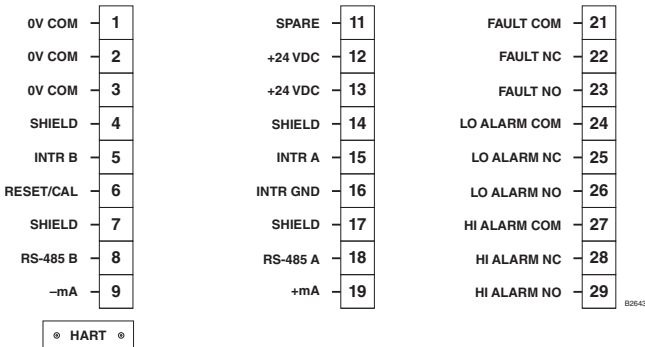 0V COM 1
0V COM 2
0V COM 3
SHIELD 4
INTR B 5
RESET/CAL 6
SHIELD 7
RS-485 B 8
–mA 9
HART
SPARE 11
+24 VDC 12
+24 VDC 13
SHIELD 14
INTR A 15
INTR GND 16
SHIELD 17
RS-485 A 18
+mA 19
FAULT COM 21
FAULT NC 22
FAULT NO 23
LO ALARM COM 24
LO ALARM NC 25
LO ALARM NO 26
HI ALARM COM 27
HI ALARM NC 28
HI ALARM NO 29
B2643